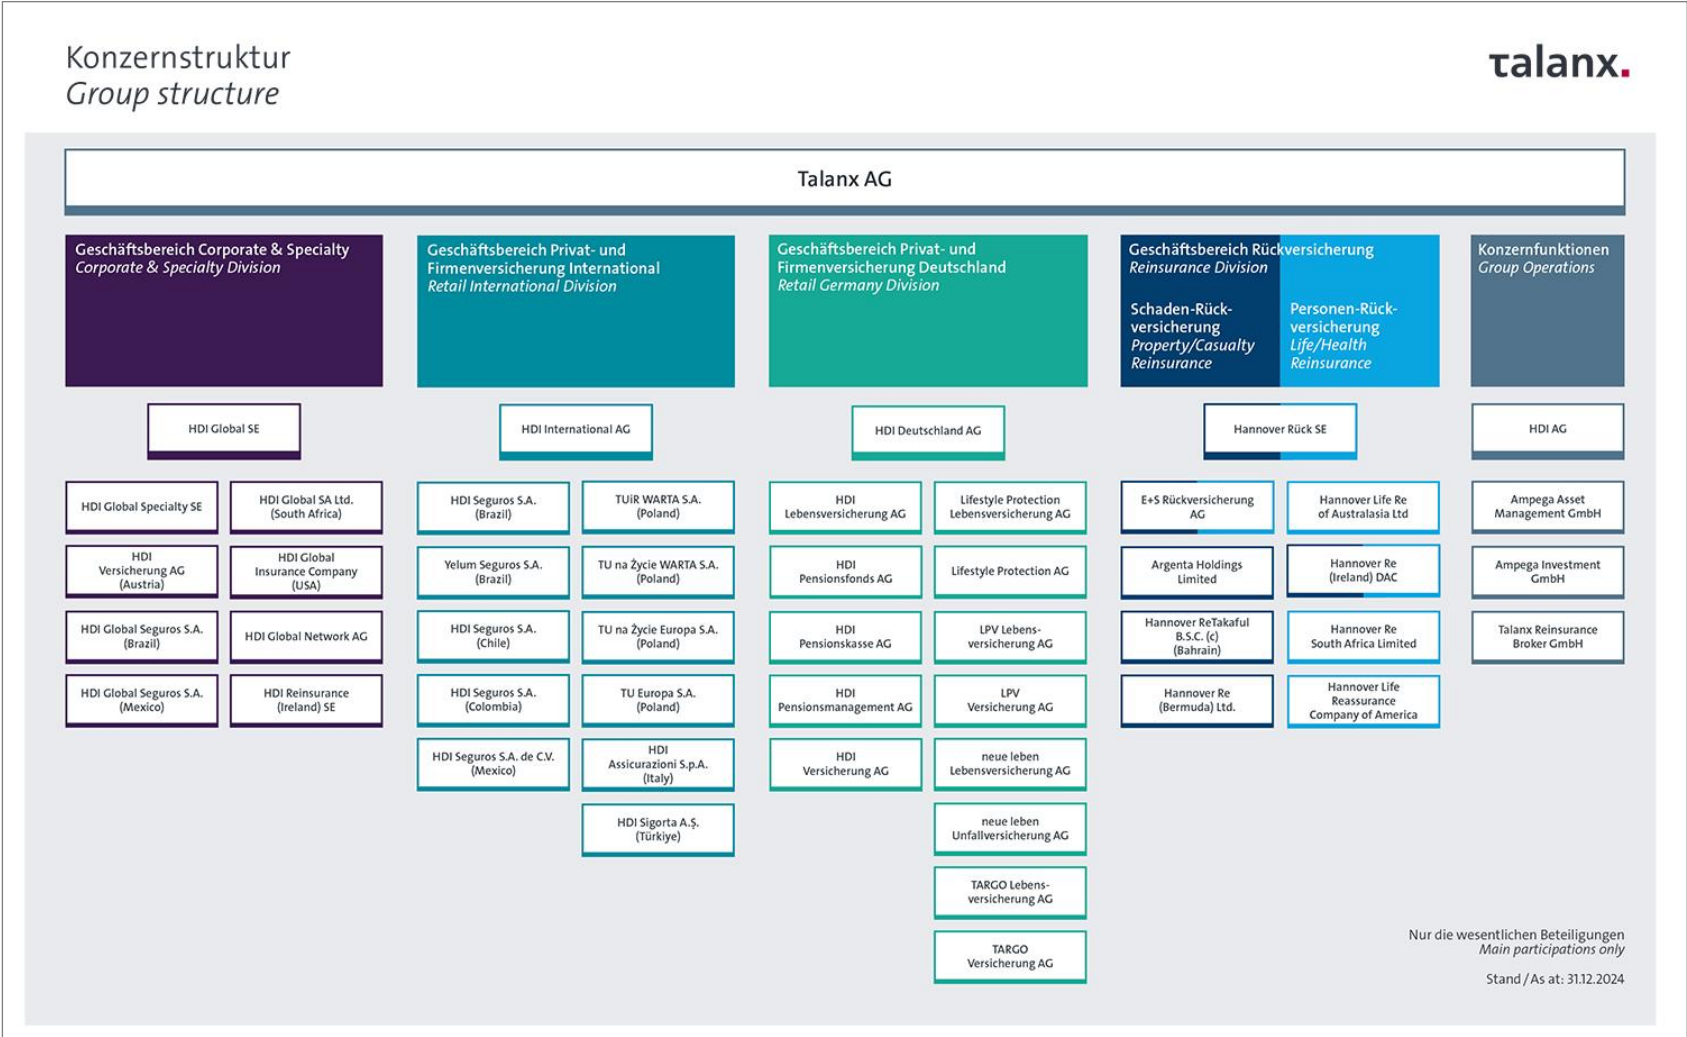 Konzernstruktur
Group structure
talanx.
Talanx AG
Geschäftsbereich Corporate & Specialty
Corporate & Specialty Division
Geschäftsbereich Privat- und
Firmenversicherung International
Retail International Division
Geschäftsbereich Privat- und
Firmenversicherung Deutschland
Retail Germany Division
Geschäftsbereich Rückversicherung
Reinsurance Division
Schaden-Rück-
versicherung
Property/Casualty
Reinsurance
Personen-Rück-
versicherung
Life/Health
Reinsurance
Konzernfunktionen
Group Operations
HDI Global SE
HDI International AG
HDI Deutschland AG
Hannover Rück SE
HDI AG
HDI Global Specialty SE
HDI Global SA Ltd.
(South Africa)
HDI
Versicherung AG
(Austria)
HDI Global
Insurance Company
(USA)
HDI Global Seguros S.A.
(Brazil)
HDI Global Network AG
HDI Global Seguros S.A.
(Mexico)
HDI Reinsurance
(Ireland) SE
HDI Seguros S.A.
(Brazil)
TUiR WARTA S.A.
(Poland)
Yelum Seguros S.A.
(Brazil)
TU na Życie WARTA S.A.
(Poland)
HDI Seguros S.A.
(Chile)
TU na Życie Europa S.A.
(Poland)
HDI Seguros S.A.
(Colombia)
TU Europa S.A.
(Poland)
HDI Seguros S.A. de C.V.
(Mexico)
HDI
Assicurazioni S.p.A.
(Italy)
HDI Sigorta A.Ş.
(Türkiye)
HDI
Lebensversicherung AG
Lifestyle Protection
Lebensversicherung AG
HDI
Pensionsfonds AG
Lifestyle Protection AG
HDI
Pensionskasse AG
LPV Lebens-
versicherung AG
HDI
Pensionsmanagement AG
LPV
Versicherung AG
HDI
Versicherung AG
neue leben
Lebensversicherung AG
neue leben
Unfallversicherung AG
TARGO Lebens-
versicherung AG
TARGO
Versicherung AG
E+S Rückversicherung
AG
Hannover Life Re
of Australasia Ltd
Argenta Holdings
Limited
Hannover Re
(Ireland) DAC
Hannover ReTakaful
B.S.C. (c)
(Bahrain)
Hannover Re
South Africa Limited
Hannover Re
(Bermuda) Ltd.
Hannover Life
Reassurance
Company of America
Ampega Asset
Management GmbH
Ampega Investment
GmbH
Talanx Reinsurance
Broker GmbH
Nur die wesentlichen Beteiligungen
Main participations only
Stand / As at: 31.12.2024